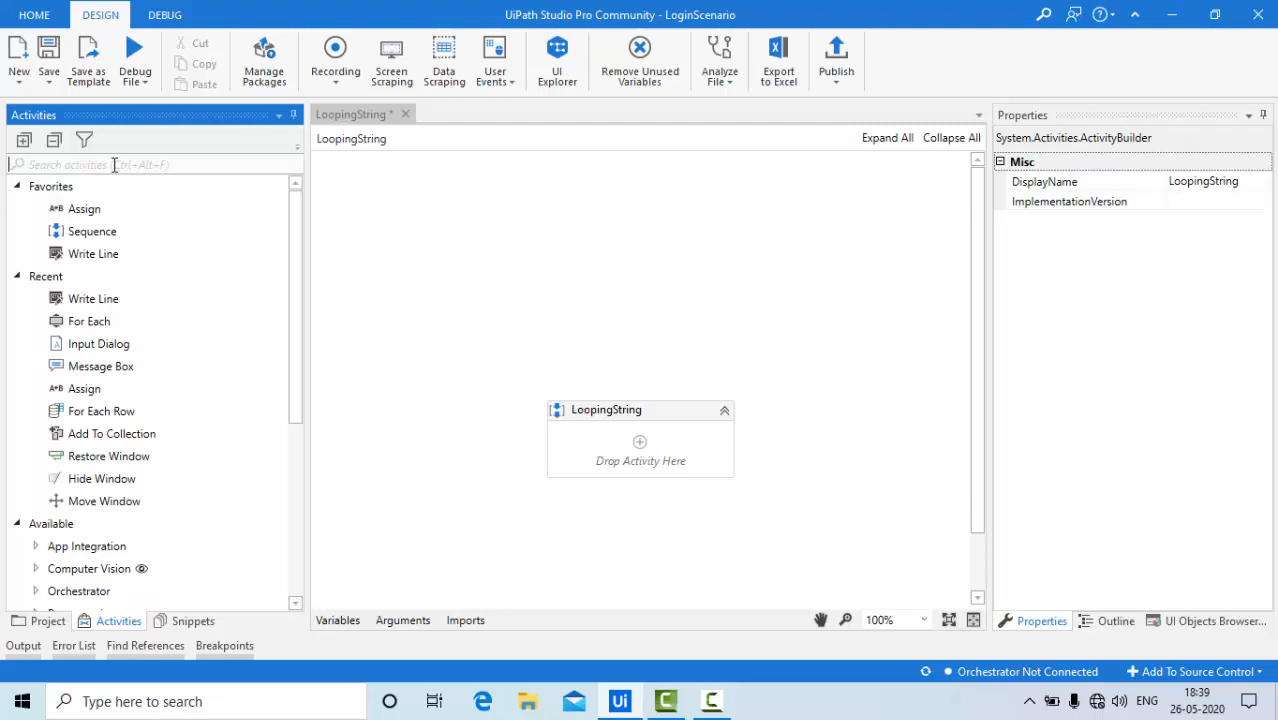 HOME DESIGN DEBUG
UiPath Studio Pro Community - LoginScenario
New Save Save as Template Debug File Cut Copy Paste Manage Packages Recording Screen Scraping Data Scraping User Events UI Explorer Remove Unused Variables Analyze File Export to Excel Publish
Activities
Search activities (Ctrl+Alt+F)
Favorites
Assign
Sequence
Write Line
Recent
Write Line
For Each
Input Dialog
Message Box
Assign
For Each Row
Add To Collection
Restore Window
Hide Window
Move Window
Available
App Integration
Computer Vision
Orchestrator
Project Activities Snippets
LoopingString *
LoopingString Expand All Collapse All
LoopingString
Drop Activity Here
Variables Arguments Imports 100%
Properties
System.Activities.ActivityBuilder
Misc
DisplayName LoopingString
ImplementationVersion
Properties Outline UI Objects Browser...
Output Error List Find References Breakpoints
Orchestrator Not Connected Add To Source Control
Type here to search
Ui
C C
ENG
18:39
26-05-2020